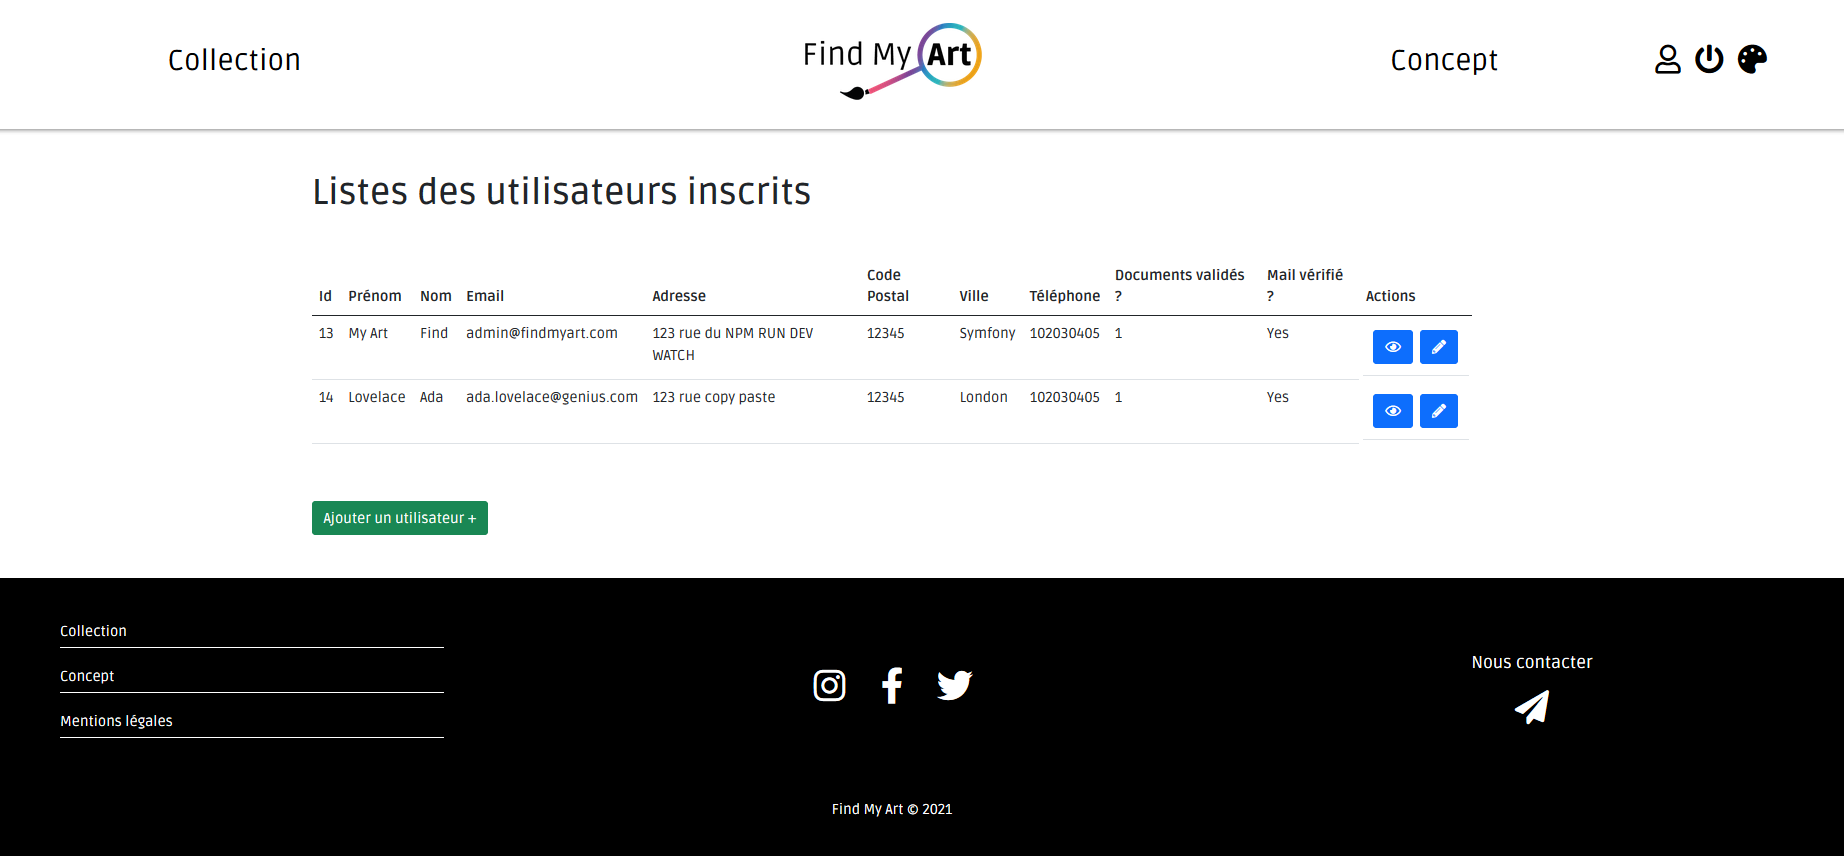 Collection
Find My Art
Concept
Listes des utilisateurs inscrits
Id Prénom Nom Email Adresse Code Postal Ville Téléphone Documents validés ? Mail vérifié ? Actions
13 My Art Find admin@findmyart.com 123 rue du NPM RUN DEV WATCH 12345 Symfony 102030405 1 Yes
14 Lovelace Ada ada.lovelace@genius.com 123 rue copy paste 12345 London 102030405 1 Yes
Ajouter un utilisateur +
Collection
Concept
Mentions légales
Nous contacter
Find My Art © 2021